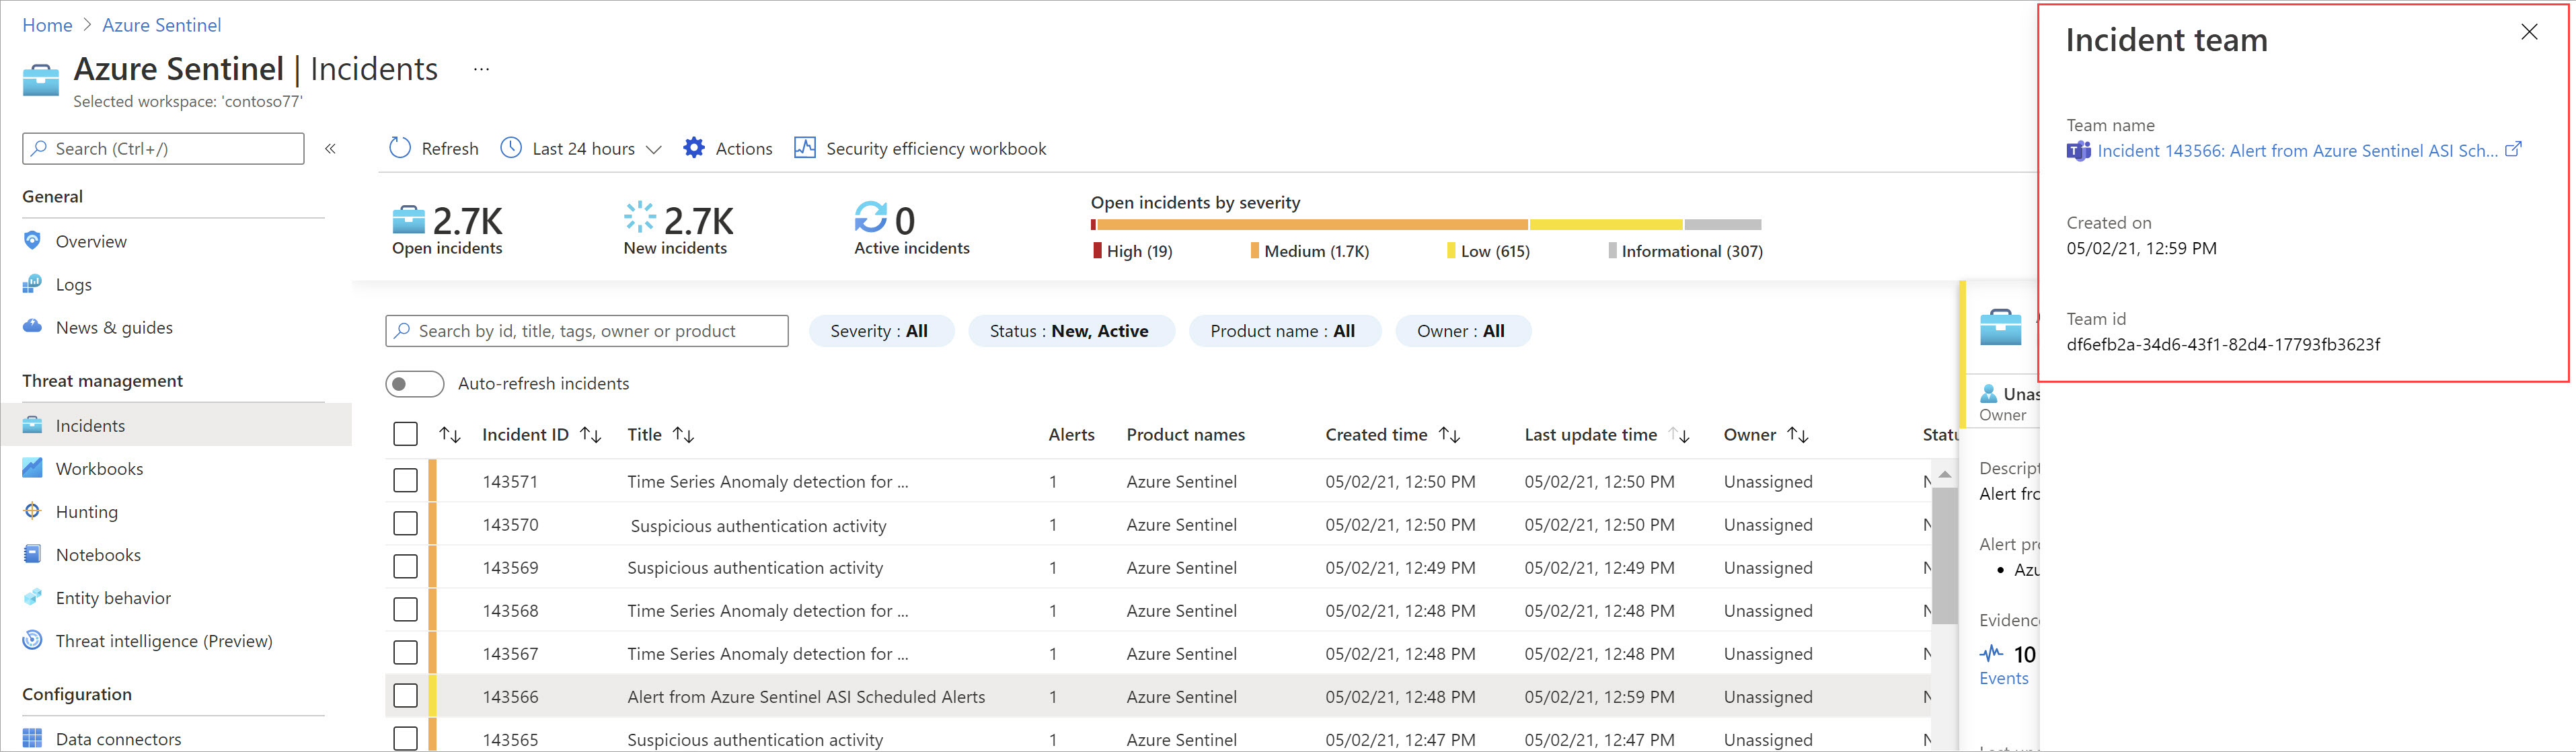 Home > Azure Sentinel
Azure Sentinel | Incidents ...
Selected workspace: 'contoso77'
Search (Ctrl+/) «
General
Overview
Logs
News & guides
Threat management
Incidents
Workbooks
Hunting
Notebooks
Entity behavior
Threat intelligence (Preview)
Configuration
Data connectors
Refresh Last 24 hours Actions Security efficiency workbook
2.7K 2.7K 0
Open incidents New incidents Active incidents
Open incidents by severity
High (19) Medium (1.7K) Low (615) Informational (307)
Search by id, title, tags, owner or product Severity : All Status : New, Active Product name : All Owner : All
Auto-refresh incidents
↑↓ Incident ID ↑↓ Title ↑↓ Alerts Product names Created time ↑↓ Last update time ↑↓ Owner ↑↓ Statu
143571 Time Series Anomaly detection for ... 1 Azure Sentinel 05/02/21, 12:50 PM 05/02/21, 12:50 PM Unassigned N
143570 Suspicious authentication activity 1 Azure Sentinel 05/02/21, 12:50 PM 05/02/21, 12:50 PM Unassigned N
143569 Suspicious authentication activity 1 Azure Sentinel 05/02/21, 12:49 PM 05/02/21, 12:49 PM Unassigned N
143568 Time Series Anomaly detection for ... 1 Azure Sentinel 05/02/21, 12:48 PM 05/02/21, 12:48 PM Unassigned N
143567 Time Series Anomaly detection for ... 1 Azure Sentinel 05/02/21, 12:48 PM 05/02/21, 12:48 PM Unassigned N
143566 Alert from Azure Sentinel ASI Scheduled Alerts 1 Azure Sentinel 05/02/21, 12:48 PM 05/02/21, 12:59 PM Unassigned N
143565 Suspicious authentication activity 1 Azure Sentinel 05/02/21, 12:47 PM 05/02/21, 12:47 PM Unassigned N
Unas
Owner
Descript
Alert fro
Alert pro
• Azu
Evidence
10
Events
Incident team
Team name
Incident 143566: Alert from Azure Sentinel ASI Sch...
Created on
05/02/21, 12:59 PM
Team id
df6efb2a-34d6-43f1-82d4-17793fb3623f